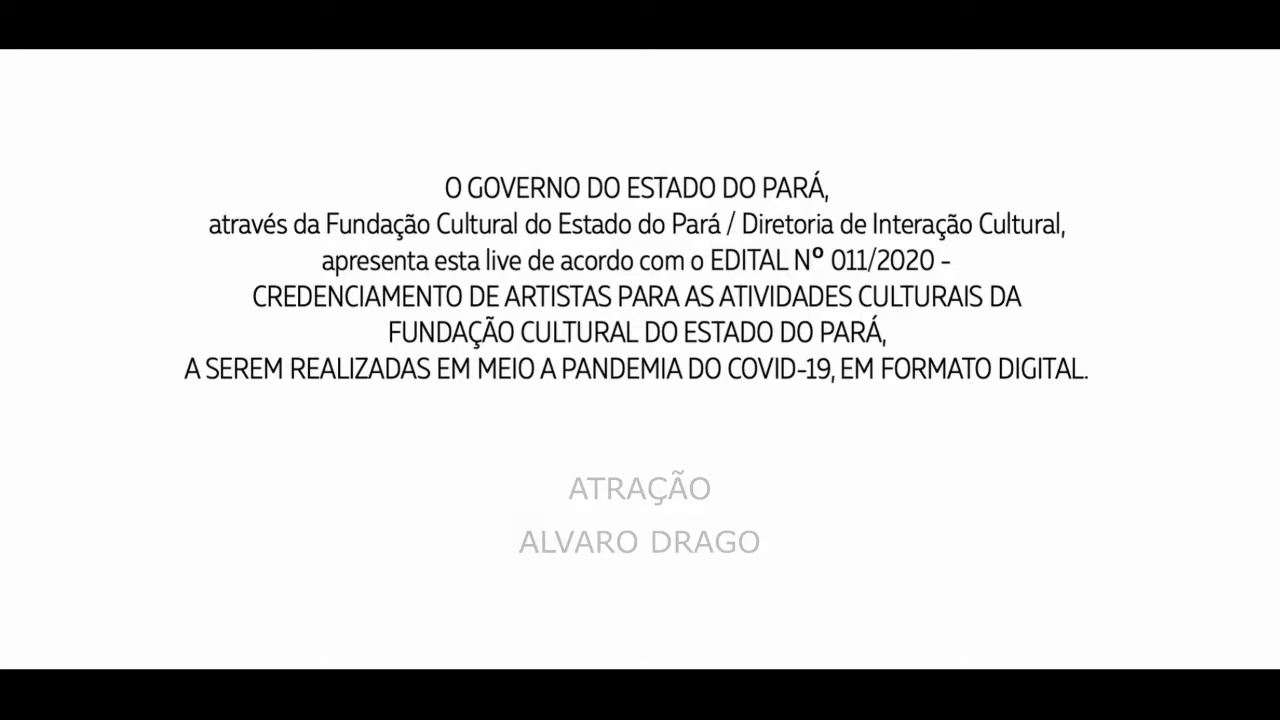 O GOVERNO DO ESTADO DO PARÁ,
através da Fundação Cultural do Estado do Pará / Diretoria de Interação Cultural,
apresenta esta live de acordo com o EDITAL Nº 011/2020 -
CREDENCIAMENTO DE ARTISTAS PARA AS ATIVIDADES CULTURAIS DA
FUNDAÇÃO CULTURAL DO ESTADO DO PARÁ,
A SEREM REALIZADAS EM MEIO A PANDEMIA DO COVID-19, EM FORMATO DIGITAL.
ATRAÇÃO
ALVARO DRAGO